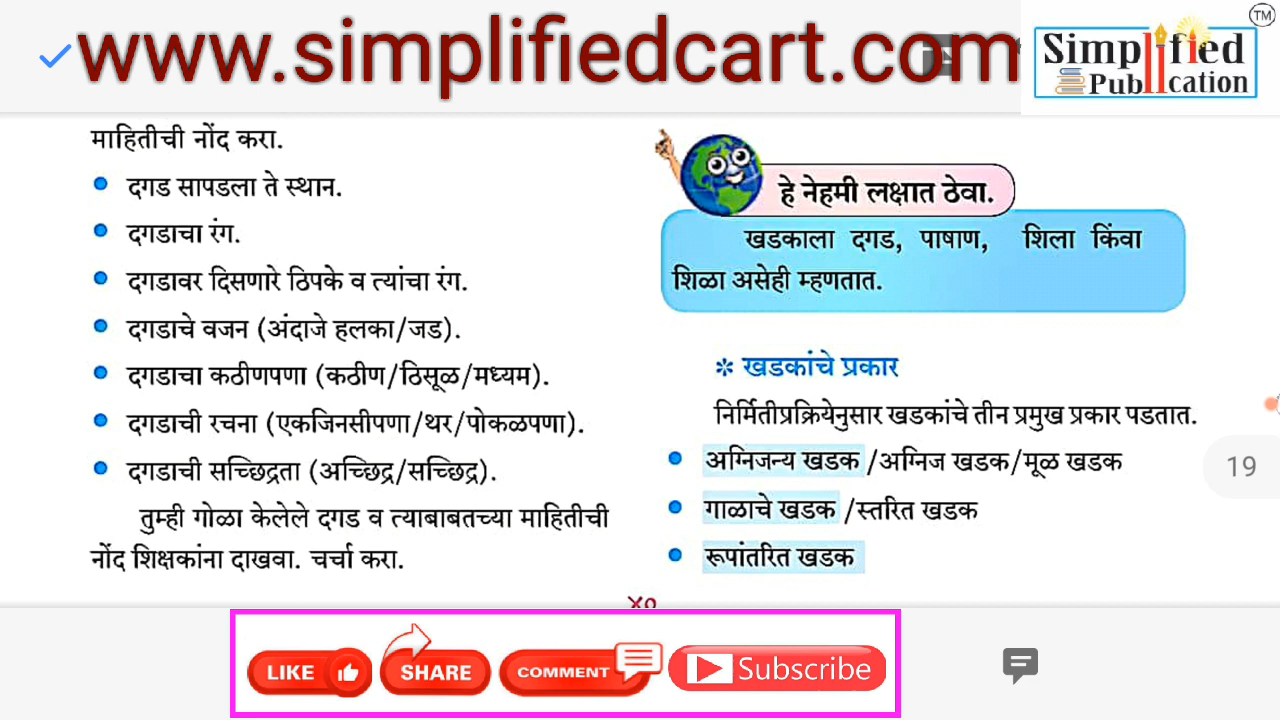 www.simplifiedcart.com
Simplified
Publication
TM
माहितीची नोंद करा.
दगड सापडला ते स्थान.
दगडाचा रंग.
दगडावर दिसणारे ठिपके व त्यांचा रंग.
दगडाचे वजन (अंदाजे हलका/जड).
दगडाचा कठीणपणा (कठीण/ठिसूळ/मध्यम).
दगडाची रचना (एकजिनसीपणा/थर/पोकळपणा).
दगडाची सच्छिद्रता (अच्छिद्र/सच्छिद्र).
तुम्ही गोळा केलेले दगड व त्याबाबतच्या माहितीची
नोंद शिक्षकांना दाखवा. चर्चा करा.
हे नेहमी लक्षात ठेवा.
खडकाला दगड, पाषाण, शिला किंवा
शिळा असेही म्हणतात.
* खडकांचे प्रकार
निर्मितीप्रक्रियेनुसार खडकांचे तीन प्रमुख प्रकार पडतात.
अग्निजन्य खडक /अग्निज खडक/मूळ खडक
गाळाचे खडक /स्तरित खडक
रूपांतरित खडक
19
LIKE
SHARE
COMMENT
Subscribe